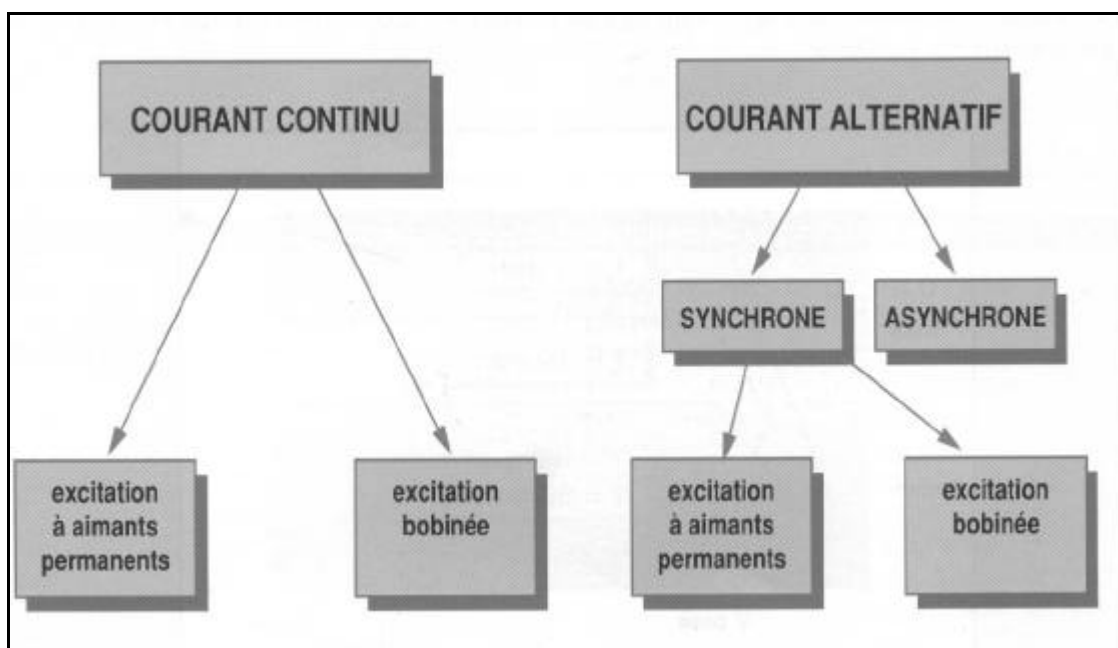 COURANT CONTINU
COURANT ALTERNATIF
SYNCHRONE
ASYNCHRONE
excitation
à aimants
permanents
excitation
bobinée
excitation
à aimants
permanents
excitation
bobinée